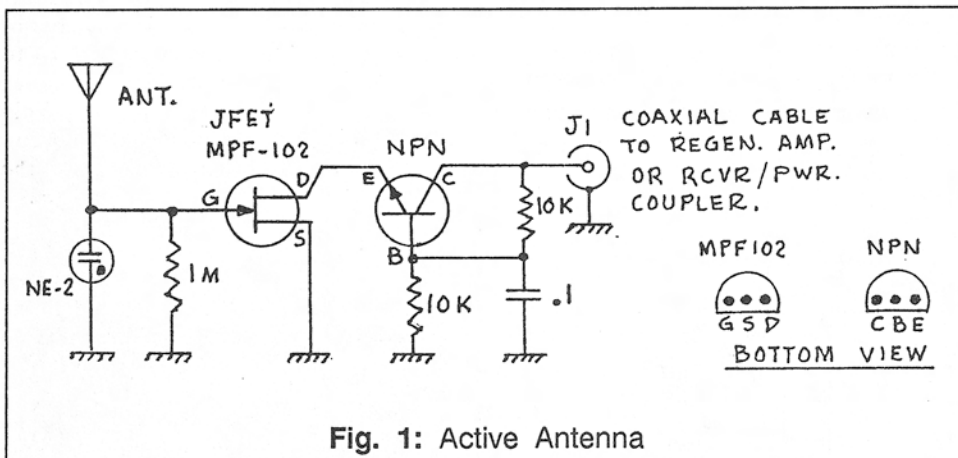 ANT.
JFET
MPF-102
NPN
J1
COAXIAL CABLE
TO REGEN. AMP.
OR RCVR/PWR.
COUPLER.
G
D
S
E
C
B
10K
NE-2
1M
10K
.1
MPF102
NPN
G S D
C B E
BOTTOM VIEW
Fig. 1: Active Antenna